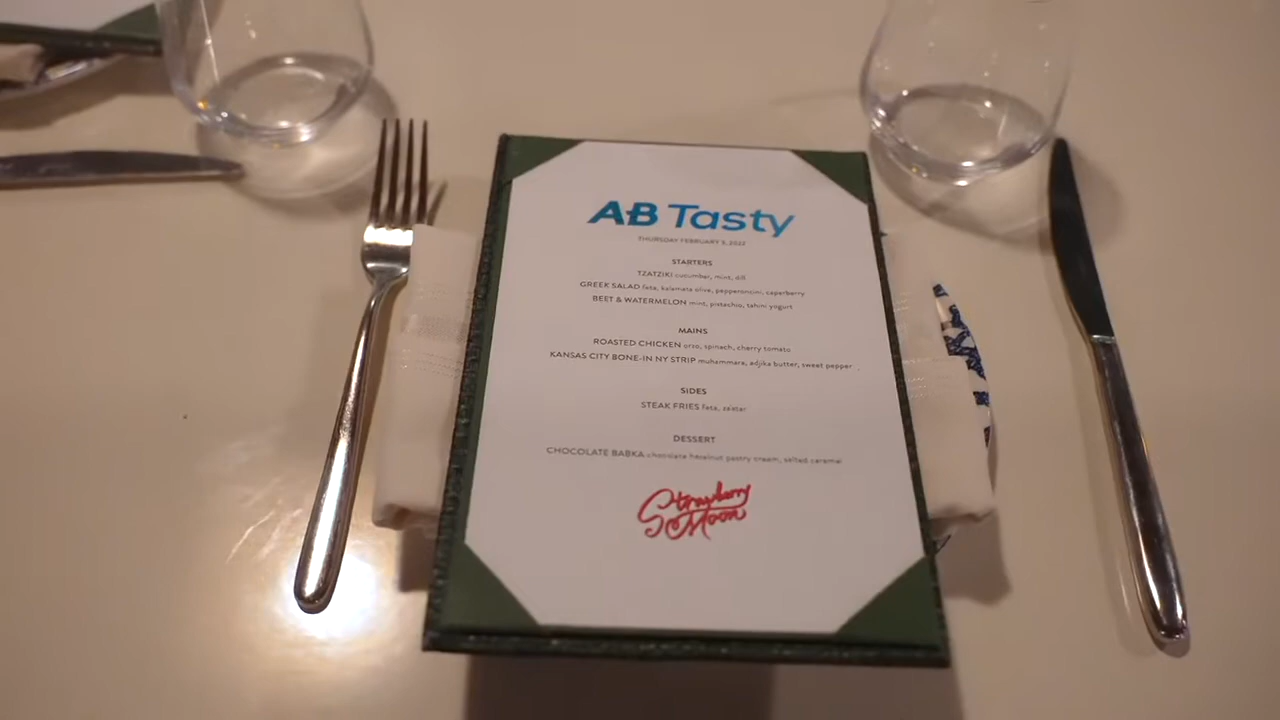 AB Tasty
THURSDAY FEBRUARY 3, 2022
STARTERS
TZATZIKI cucumber, mint, dill
GREEK SALAD feta, kalamata olive, pepperoncini, caperberry
BEET & WATERMELON mint, pistachio, tahini yogurt
MAINS
ROASTED CHICKEN orzo, spinach, cherry tomato
KANSAS CITY BONE-IN NY STRIP muhammara, adjika butter, sweet pepper
SIDES
STEAK FRIES feta, za'atar
DESSERT
CHOCOLATE BABKA chocolate hazelnut pastry cream, salted caramel
Strawberry
Moon